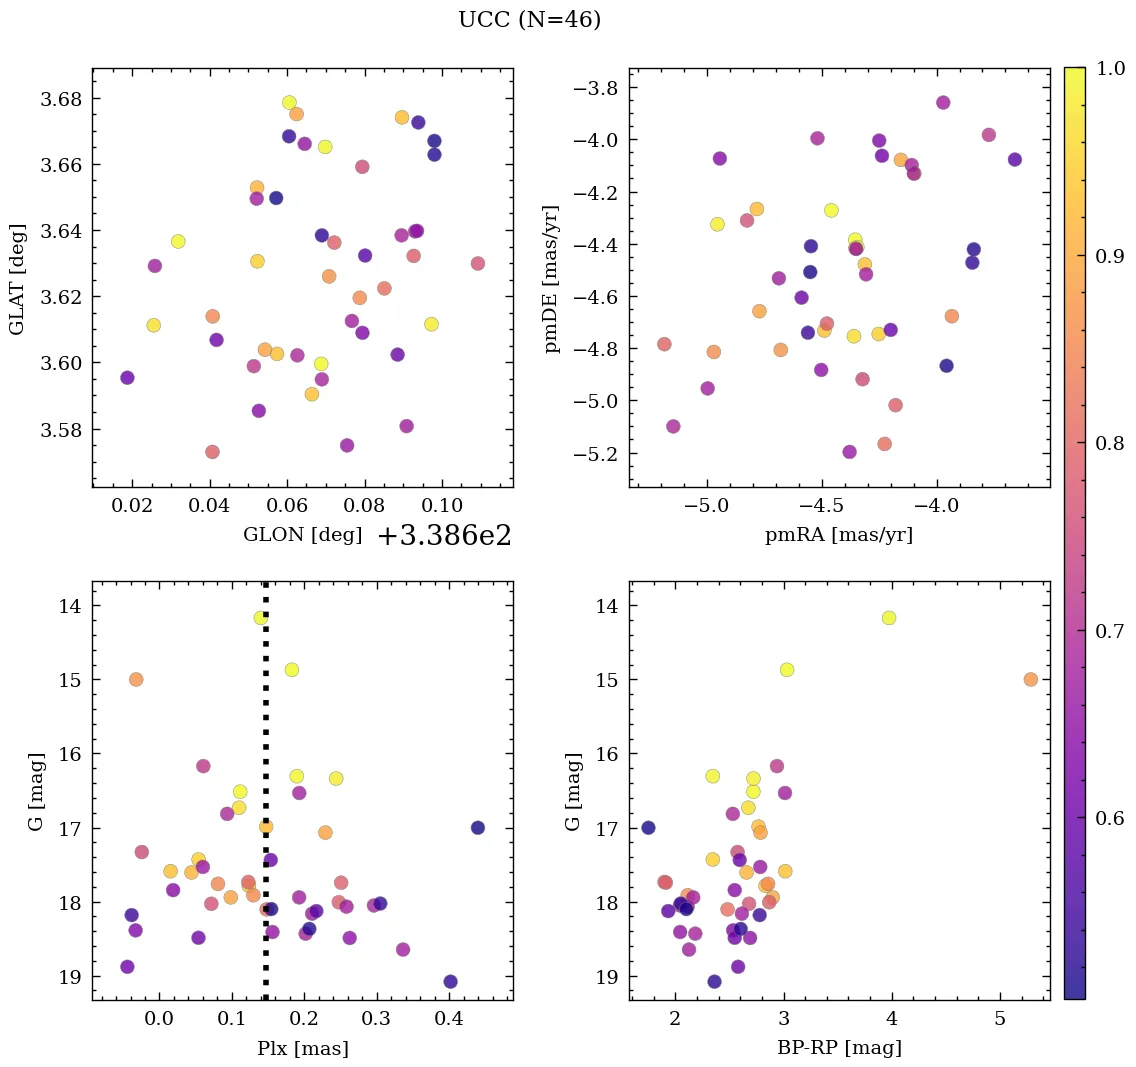 UCC (N=46)
3.68
3.66
3.64
3.62
3.60
3.58
GLAT [deg]
0.02 0.04 0.06 0.08 0.10
GLON [deg] +3.386e2
−3.8
−4.0
−4.2
−4.4
−4.6
−4.8
−5.0
−5.2
pmDE [mas/yr]
−5.0 −4.5 −4.0
pmRA [mas/yr]
1.0
0.9
0.8
0.7
0.6
14
15
16
17
18
19
G [mag]
0.0 0.1 0.2 0.3 0.4
Plx [mas]
14
15
16
17
18
19
G [mag]
2 3 4 5
BP-RP [mag]